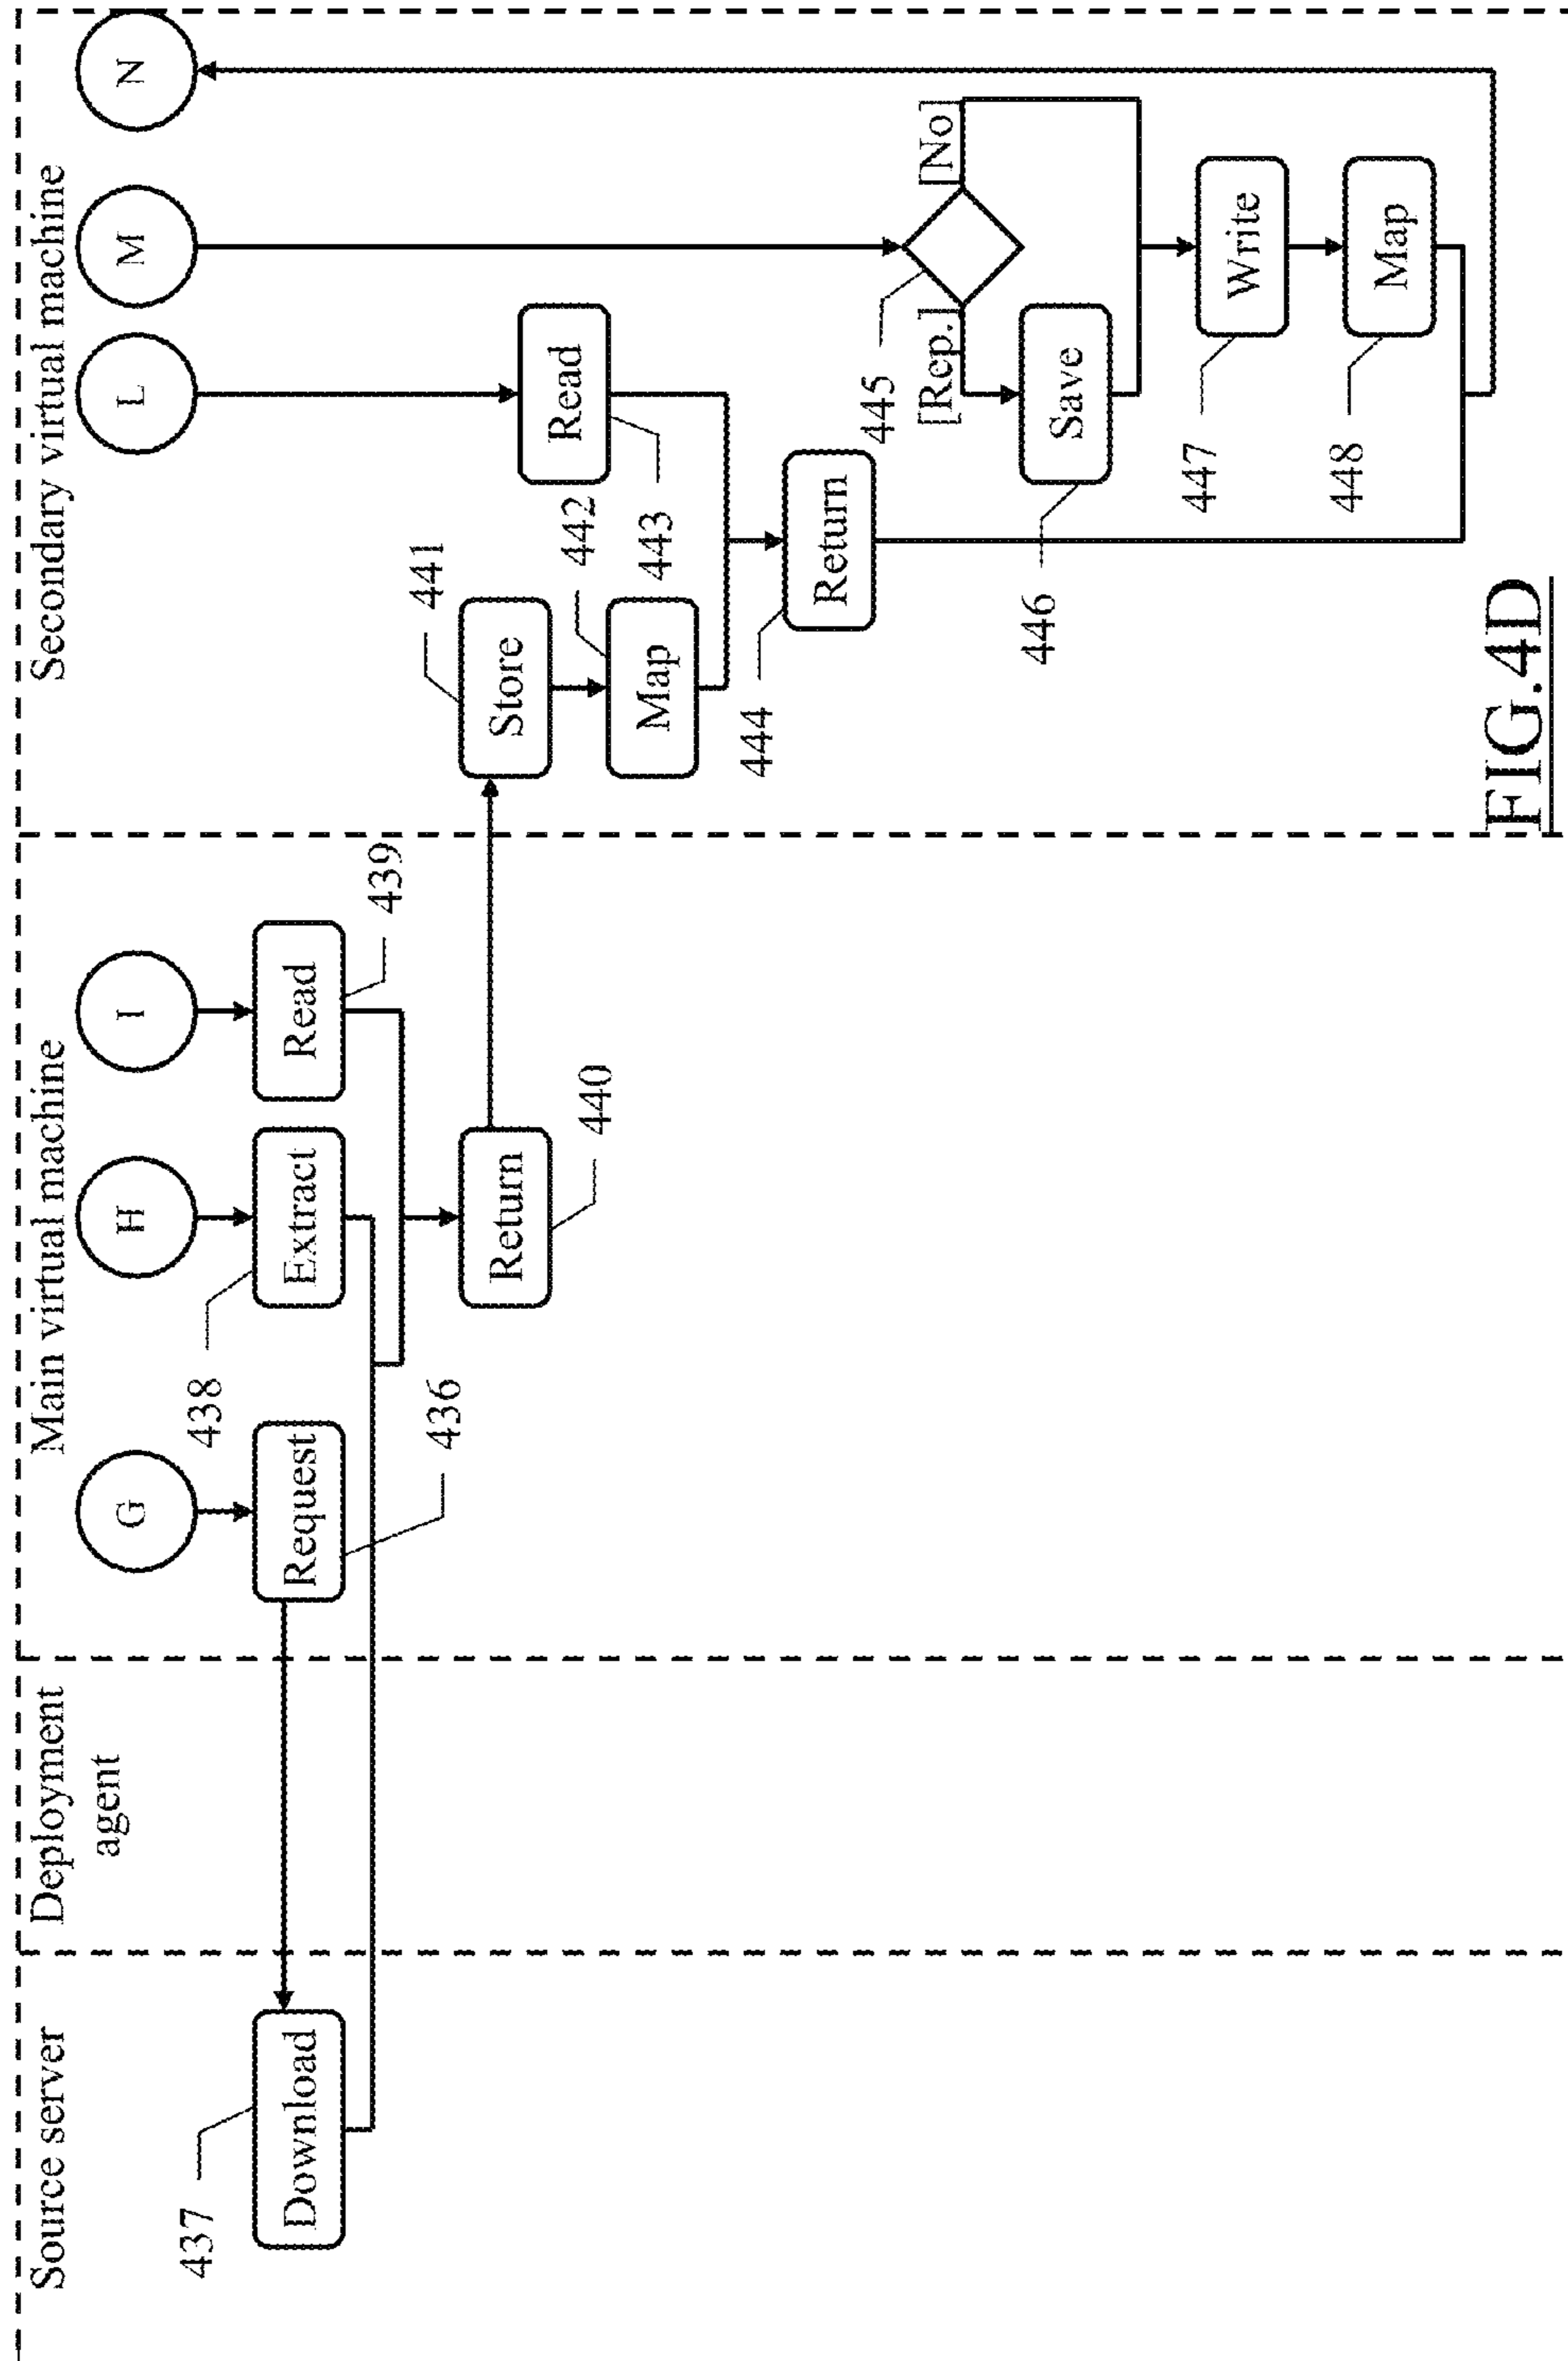 Source server
Deployment
agent
Main virtual machine
Secondary virtual machine
G
H
I
L
M
N
437
Download
Request
436
438
Extract
Read
439
Return
440
441
Store
442
Map
Read
443
444
Return
445
[Rep.]
[No]
Save
446
447
Write
448
Map
FIG.4D